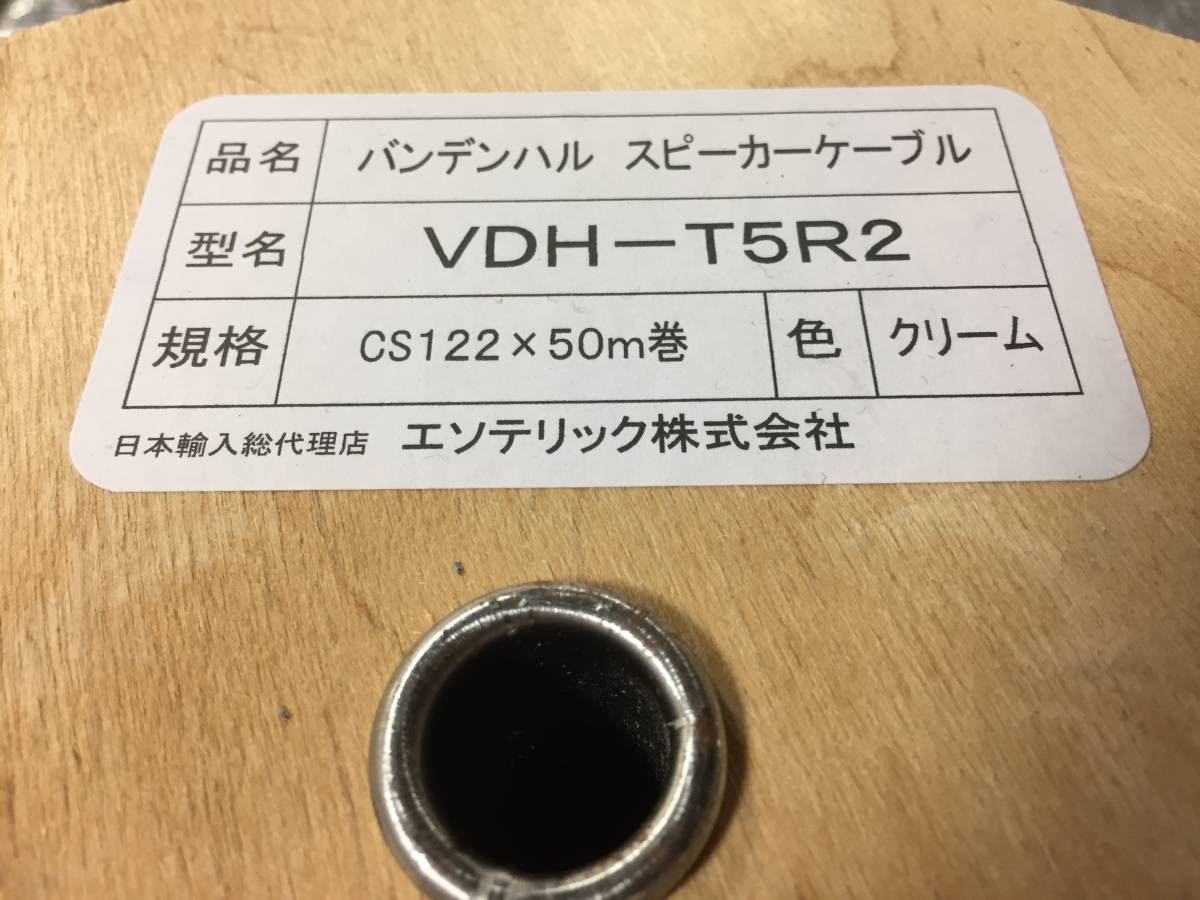 品名 バンデンハル スピーカーケーブル
型名 VDH－T5R2
規格 CS122×50m巻 色 クリーム
日本輸入総代理店 エソテリック株式会社